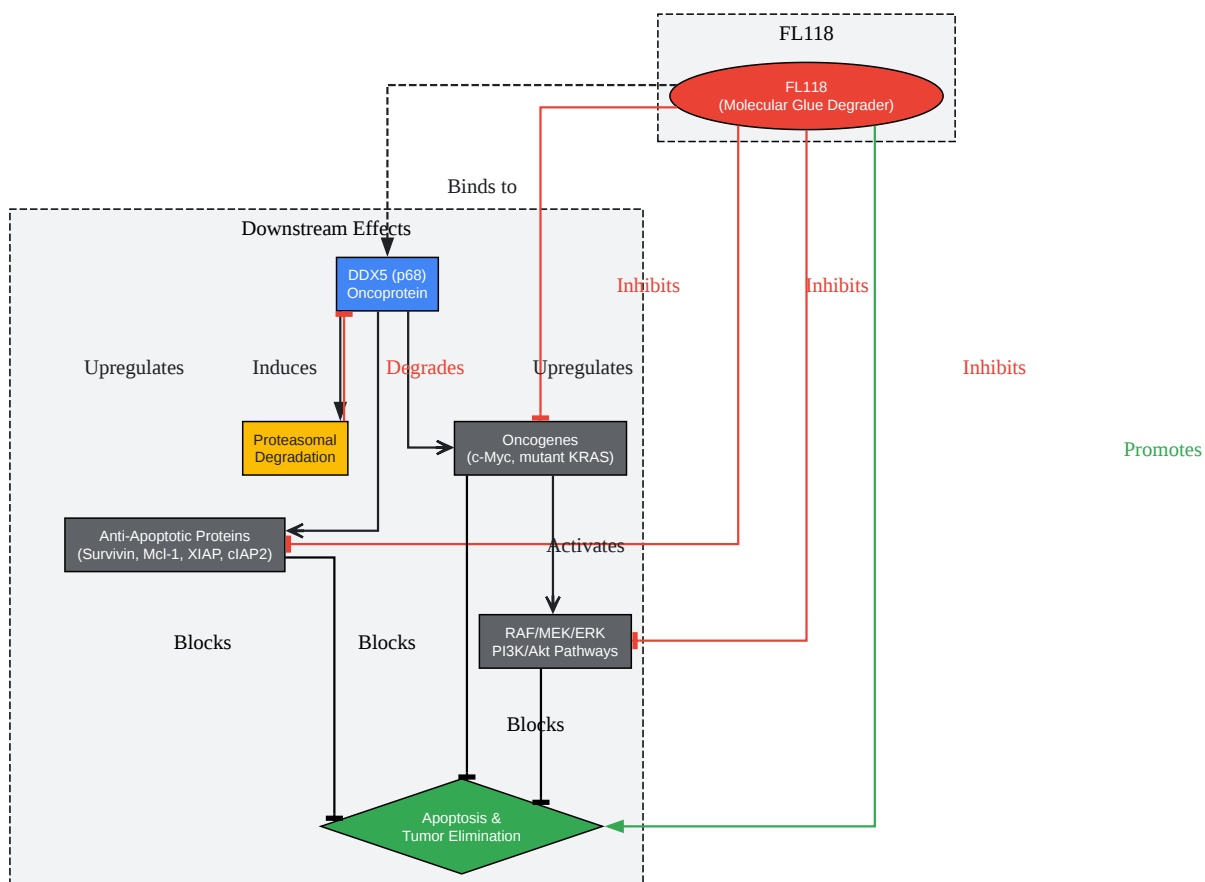 FL118
FL118
(Molecular Glue Degrader)
Binds to
Downstream Effects
DDX5 (p68)
Oncoprotein
Inhibits
Inhibits
Upregulates
Induces
Degrades
Upregulates
Inhibits
Proteasomal
Degradation
Oncogenes
(c-Myc, mutant KRAS)
Promotes
Anti-Apoptotic Proteins
(Survivin, Mcl-1, XIAP, cIAP2)
Activates
Blocks
Blocks
RAF/MEK/ERK
PI3K/Akt Pathways
Blocks
Apoptosis &
Tumor Elimination